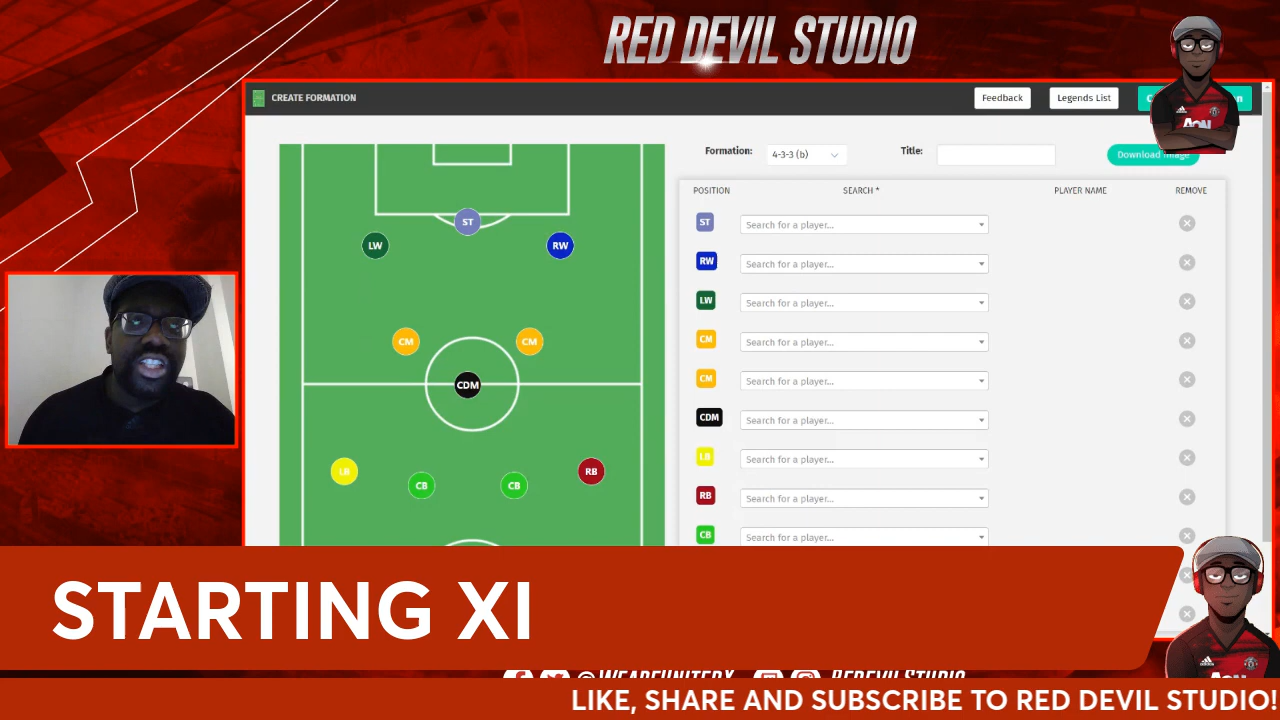 RED DEVIL STUDIO
CREATE FORMATION
Feedback
Legends List
Formation:
4-3-3 (b)
Title:
Download Image
AON
POSITION SEARCH * PLAYER NAME REMOVE
ST
LW
RW
CM
CM
CDM
LB
CB
CB
RB
ST Search for a player...
RW Search for a player...
LW Search for a player...
CM Search for a player...
CM Search for a player...
CDM Search for a player...
LB Search for a player...
RB Search for a player...
CB Search for a player...
STARTING XI
REDEVIL STUDIO
AON
LIKE, SHARE AND SUBSCRIBE TO RED DEVIL STUDIO!